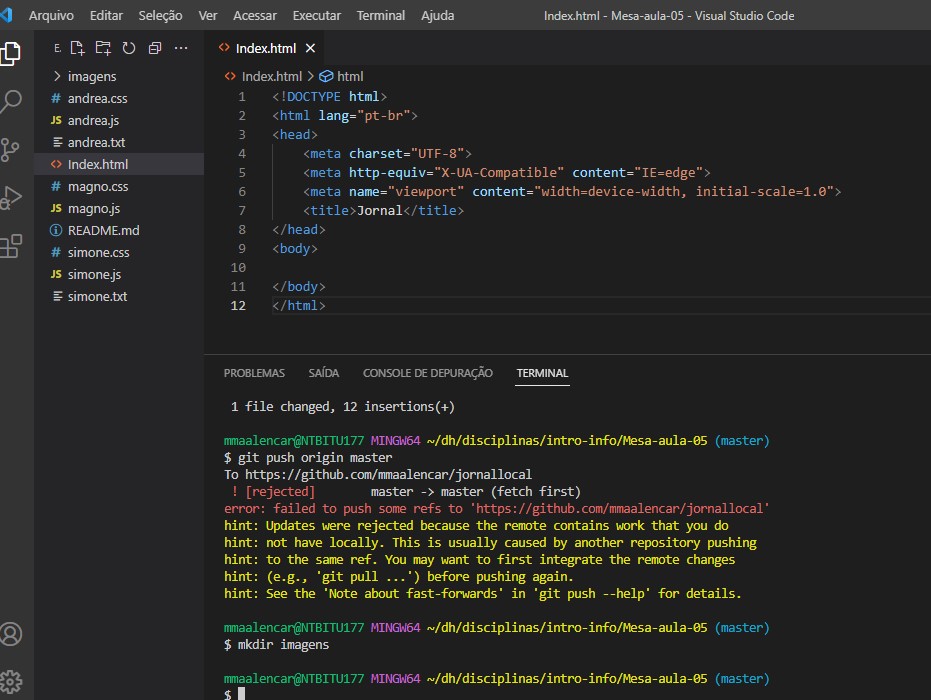 Arquivo Editar Seleção Ver Acessar Executar Terminal Ajuda Index.html - Mesa-aula-05 - Visual Studio Code
E. ···
Index.html
imagens
# andrea.css
JS andrea.js
andrea.txt
<> Index.html
# magno.css
JS magno.js
README.md
# simone.css
JS simone.js
simone.txt
<> Index.html > html
1 <!DOCTYPE html>
2 <html lang="pt-br">
3 <head>
4 <meta charset="UTF-8">
5 <meta http-equiv="X-UA-Compatible" content="IE=edge">
6 <meta name="viewport" content="width=device-width, initial-scale=1.0">
7 <title>Jornal</title>
8 </head>
9 <body>
10
11 </body>
12 </html>
PROBLEMAS SAÍDA CONSOLE DE DEPURAÇÃO TERMINAL
1 file changed, 12 insertions(+)
mmaalencar@NTBITU177 MINGW64 ~/dh/disciplinas/intro-info/Mesa-aula-05 (master)
$ git push origin master
To https://github.com/mmaalencar/jornallocal
! [rejected] master -> master (fetch first)
error: failed to push some refs to 'https://github.com/mmaalencar/jornallocal'
hint: Updates were rejected because the remote contains work that you do
hint: not have locally. This is usually caused by another repository pushing
hint: to the same ref. You may want to first integrate the remote changes
hint: (e.g., 'git pull ...') before pushing again.
hint: See the 'Note about fast-forwards' in 'git push --help' for details.
mmaalencar@NTBITU177 MINGW64 ~/dh/disciplinas/intro-info/Mesa-aula-05 (master)
$ mkdir imagens
mmaalencar@NTBITU177 MINGW64 ~/dh/disciplinas/intro-info/Mesa-aula-05 (master)
$